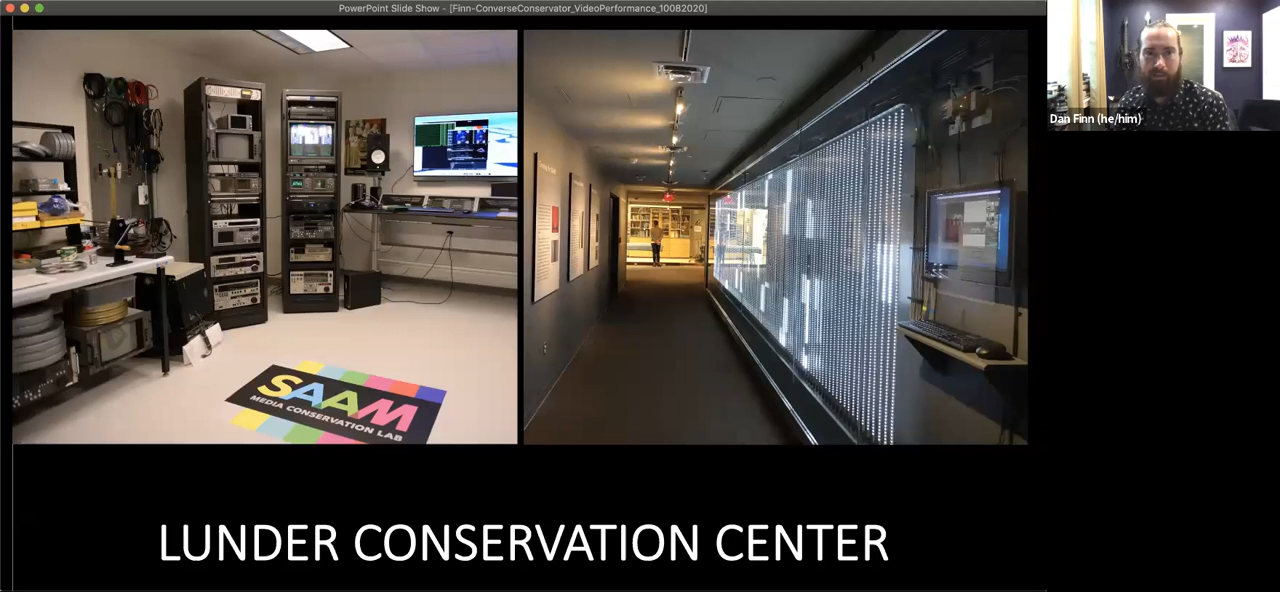 PowerPoint Slide Show - [Finn-ConverseConservator_VideoPerformance_10082020]
Dan Finn (he/him)
SAAM
MEDIA CONSERVATION LAB
LUNDER CONSERVATION CENTER